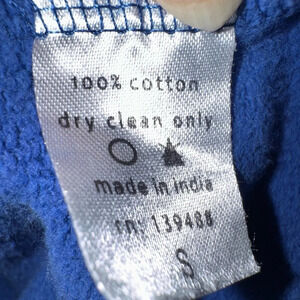 100% cotton
dry clean only
made in india
rn: 139488
S